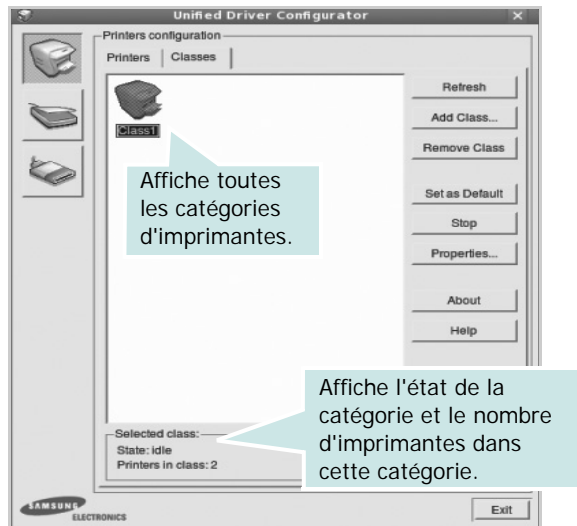 Unified Driver Configurator
Printers configuration
Printers
Classes
Class1
Refresh
Add Class...
Remove Class
Set as Default
Stop
Properties...
About
Help
Affiche toutes
les catégories
d'imprimantes.
Affiche l'état de la
catégorie et le nombre
d'imprimantes dans
cette catégorie.
Selected class:
State: idle
Printers in class: 2
SAMSUNG
ELECTRONICS
Exit